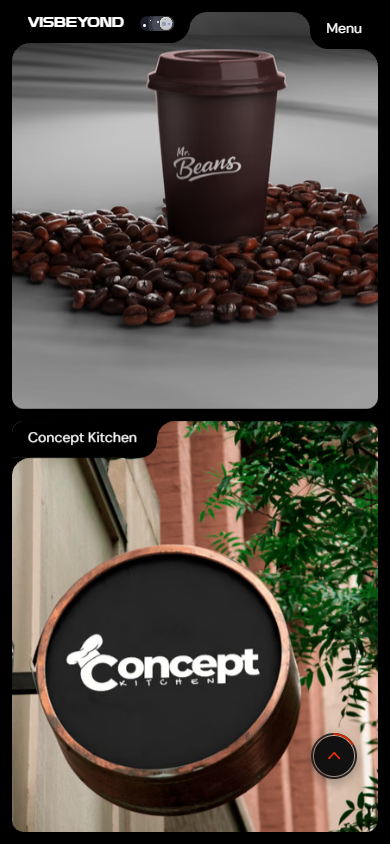 VISBEYOND
Menu
Mr.
Beans
Concept Kitchen
Concept
KITCHEN